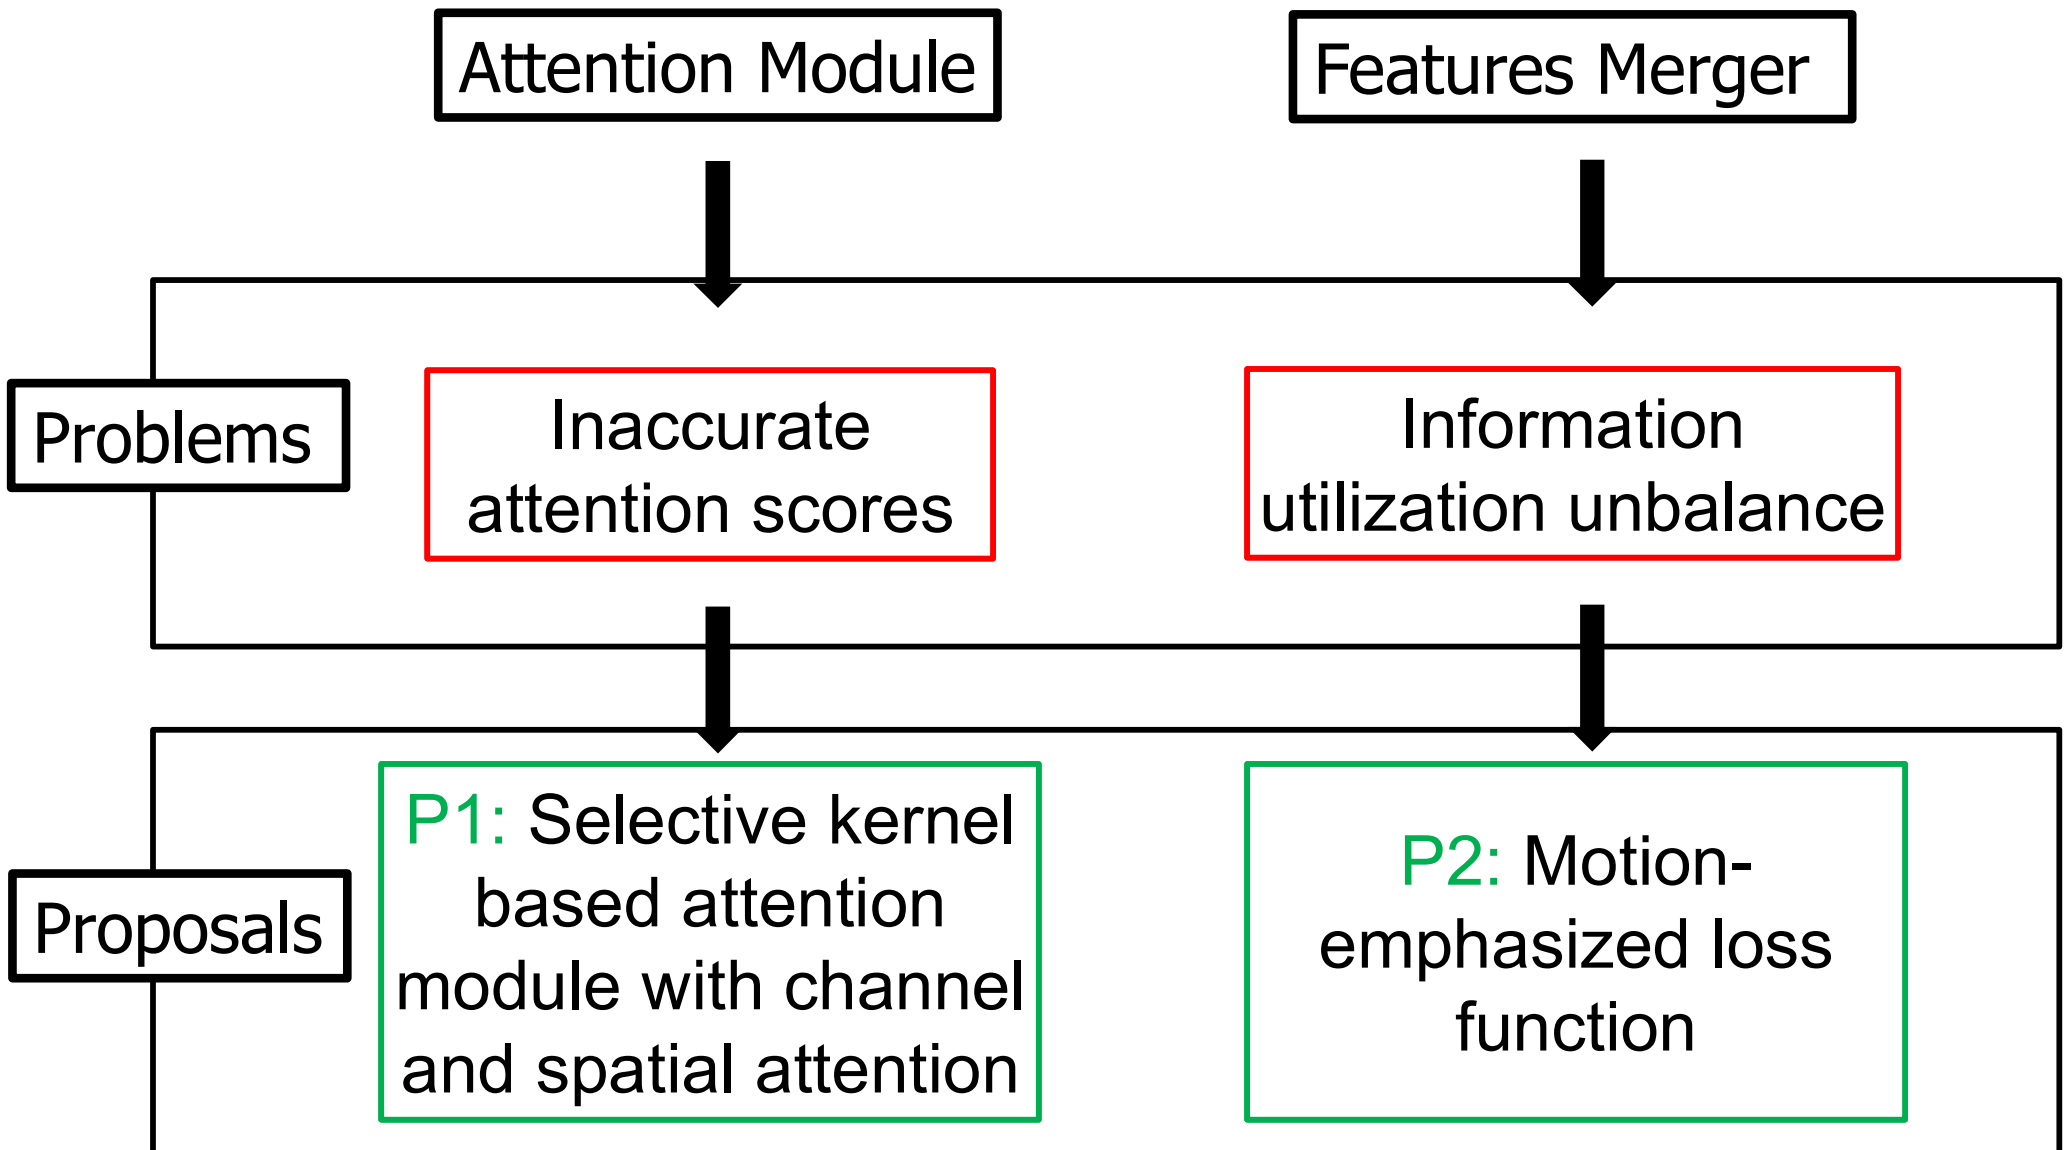 Attention Module
Features Merger
Problems
Inaccurate
attention scores
Information
utilization unbalance
Proposals
P1: Selective kernel
based attention
module with channel
and spatial attention
P2: Motion-
emphasized loss
function